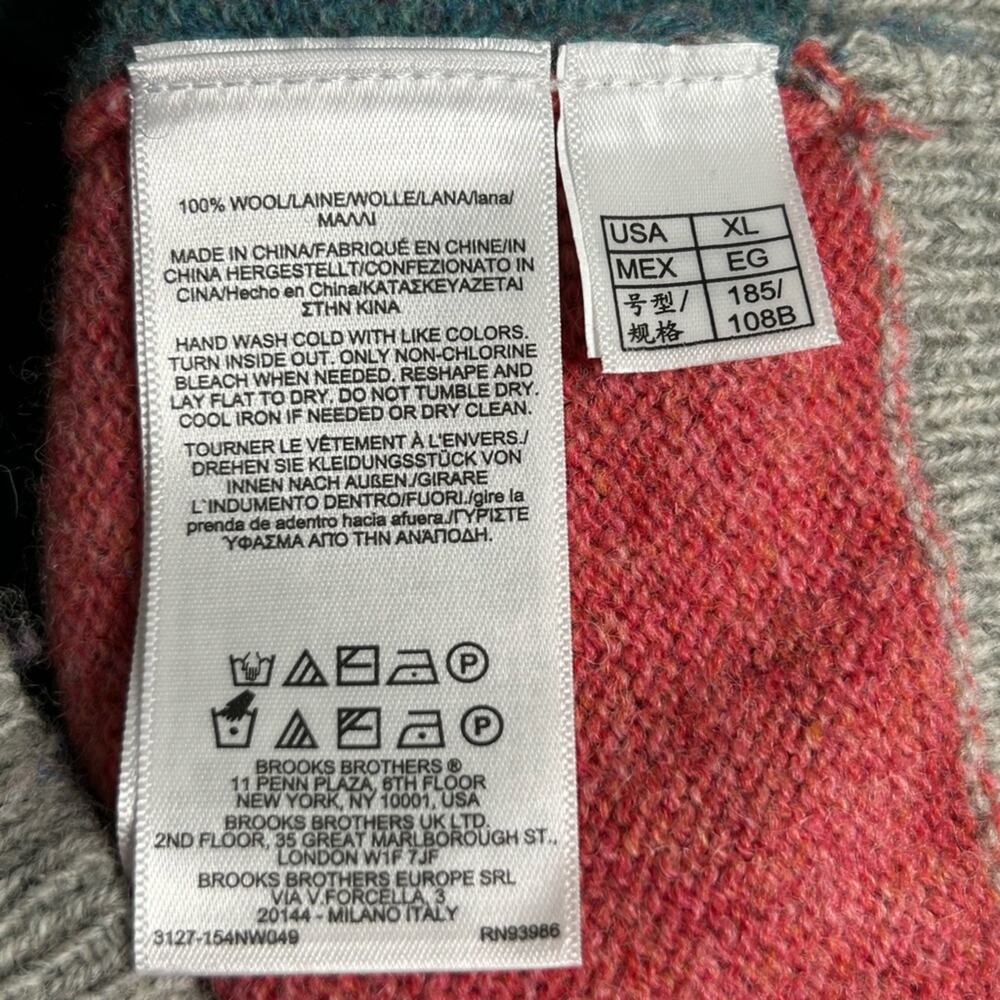 100% WOOL/LAINE/WOLLE/LANA/lana/
ΜΑΛΛΙ
MADE IN CHINA/FABRIQUÉ EN CHINE/IN
CHINA HERGESTELLT/CONFEZIONATO IN
CINA/Hecho en China/ΚΑΤΑΣΚΕΥΑΖΕΤΑΙ
ΣΤΗΝ ΚΙΝΑ
HAND WASH COLD WITH LIKE COLORS.
TURN INSIDE OUT. ONLY NON-CHLORINE
BLEACH WHEN NEEDED. RESHAPE AND
LAY FLAT TO DRY. DO NOT TUMBLE DRY.
COOL IRON IF NEEDED OR DRY CLEAN.
TOURNER LE VÊTEMENT À L'ENVERS./
DREHEN SIE KLEIDUNGSSTÜCK VON
INNEN NACH AUßEN./GIRARE
L`INDUMENTO DENTRO/FUORI./gire la
prenda de adentro hacia afuera./ΓΥΡΙΣΤΕ
ΥΦΑΣΜΑ ΑΠΟ ΤΗΝ ΑΝΑΠΟΔΗ.
P
P
BROOKS BROTHERS ®
11 PENN PLAZA, 6TH FLOOR
NEW YORK, NY 10001, USA
BROOKS BROTHERS UK LTD.
2ND FLOOR, 35 GREAT MARLBOROUGH ST.,
LONDON W1F 7JF
BROOKS BROTHERS EUROPE SRL
VIA V.FORCELLA, 3
20144 - MILANO ITALY
3127-154NW049 RN93986
USA XL
MEX EG
号型/ 185/
规格 108B